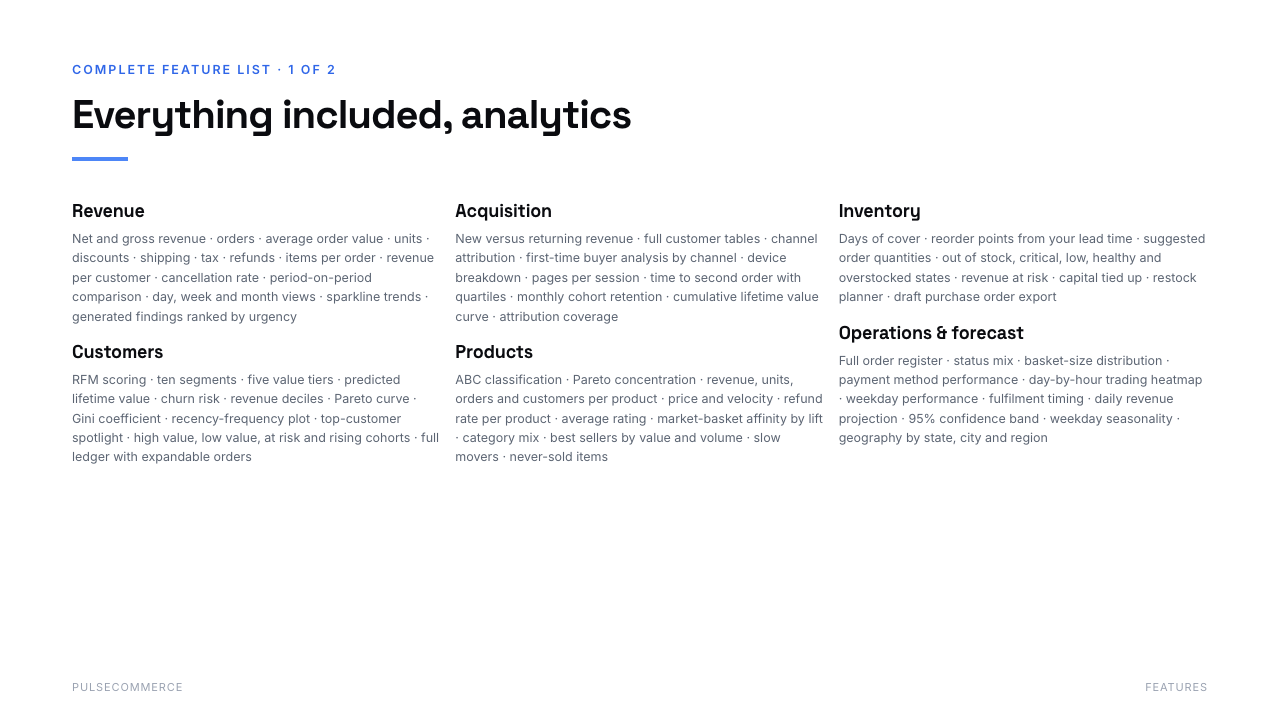 COMPLETE FEATURE LIST · 1 OF 2
Everything included, analytics
Revenue
Net and gross revenue · orders · average order value · units ·
discounts · shipping · tax · refunds · items per order · revenue
per customer · cancellation rate · period-on-period
comparison · day, week and month views · sparkline trends ·
generated findings ranked by urgency
Customers
RFM scoring · ten segments · five value tiers · predicted
lifetime value · churn risk · revenue deciles · Pareto curve ·
Gini coefficient · recency-frequency plot · top-customer
spotlight · high value, low value, at risk and rising cohorts · full
ledger with expandable orders
Acquisition
New versus returning revenue · full customer tables · channel
attribution · first-time buyer analysis by channel · device
breakdown · pages per session · time to second order with
quartiles · monthly cohort retention · cumulative lifetime value
curve · attribution coverage
Products
ABC classification · Pareto concentration · revenue, units,
orders and customers per product · price and velocity · refund
rate per product · average rating · market-basket affinity by lift
· category mix · best sellers by value and volume · slow
movers · never-sold items
Inventory
Days of cover · reorder points from your lead time · suggested
order quantities · out of stock, critical, low, healthy and
overstocked states · revenue at risk · capital tied up · restock
planner · draft purchase order export
Operations & forecast
Full order register · status mix · basket-size distribution ·
payment method performance · day-by-hour trading heatmap
· weekday performance · fulfilment timing · daily revenue
projection · 95% confidence band · weekday seasonality ·
geography by state, city and region
PULSECOMMERCE
FEATURES